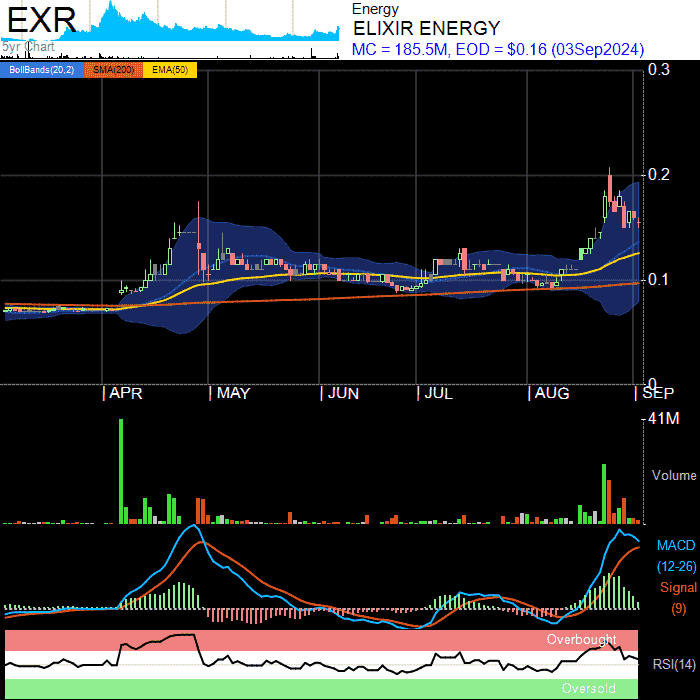 EXR
Energy
ELIXIR ENERGY
5yr Chart
MC = 185.5M, EOD = $0.16 (03Sep2024)
BollBands(20,2) SMA(200) EMA(50)
0.3
0.2
0.1
0
APR MAY JUN JUL AUG SEP
41M
Volume
MACD
(12-26)
Signal
(9)
Overbought
RSI(14)
Oversold